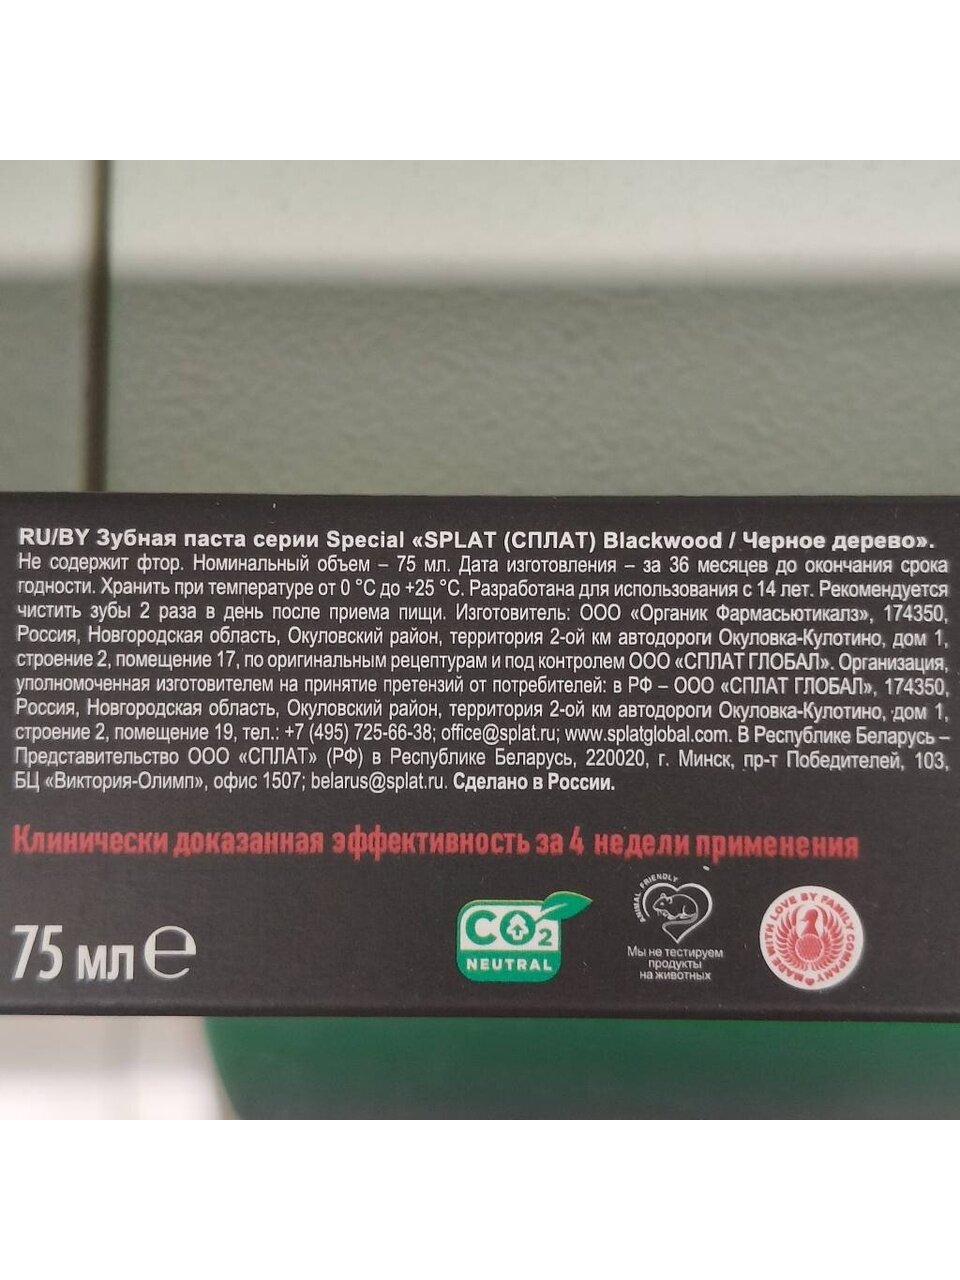 RU/BY Зубная паста серии Special «SPLAT (СПЛАТ) Blackwood / Черное дерево».
Не содержит фтор. Номинальный объем – 75 мл. Дата изготовления – за 36 месяцев до окончания срока
годности. Хранить при температуре от 0 °C до +25 °C. Разработана для использования с 14 лет. Рекомендуется
чистить зубы 2 раза в день после приема пищи. Изготовитель: ООО «Органик Фармасьютикалз», 174350,
Россия, Новгородская область, Окуловский район, территория 2-ой км автодороги Окуловка-Кулотино, дом 1,
строение 2, помещение 17, по оригинальным рецептурам и под контролем ООО «СПЛАТ ГЛОБАЛ». Организация,
уполномоченная изготовителем на принятие претензий от потребителей: в РФ – ООО «СПЛАТ ГЛОБАЛ», 174350,
Россия, Новгородская область, Окуловский район, территория 2-ой км автодороги Окуловка-Кулотино, дом 1,
строение 2, помещение 19, тел.: +7 (495) 725-66-38; office@splat.ru; www.splatglobal.com. В Республике Беларусь –
Представительство ООО «СПЛАТ» (РФ) в Республике Беларусь, 220020, г. Минск, пр-т Победителей, 103,
БЦ «Виктория-Олимп», офис 1507; belarus@splat.ru. Сделано в России.
Клинически доказанная эффективность за 4 недели применения
75 мл ℮
CO2
NEUTRAL
ANIMAL FRIENDLY
Мы не тестируем
продукты
на животных
MADE WITH LOVE BY FAMILY COMPANY